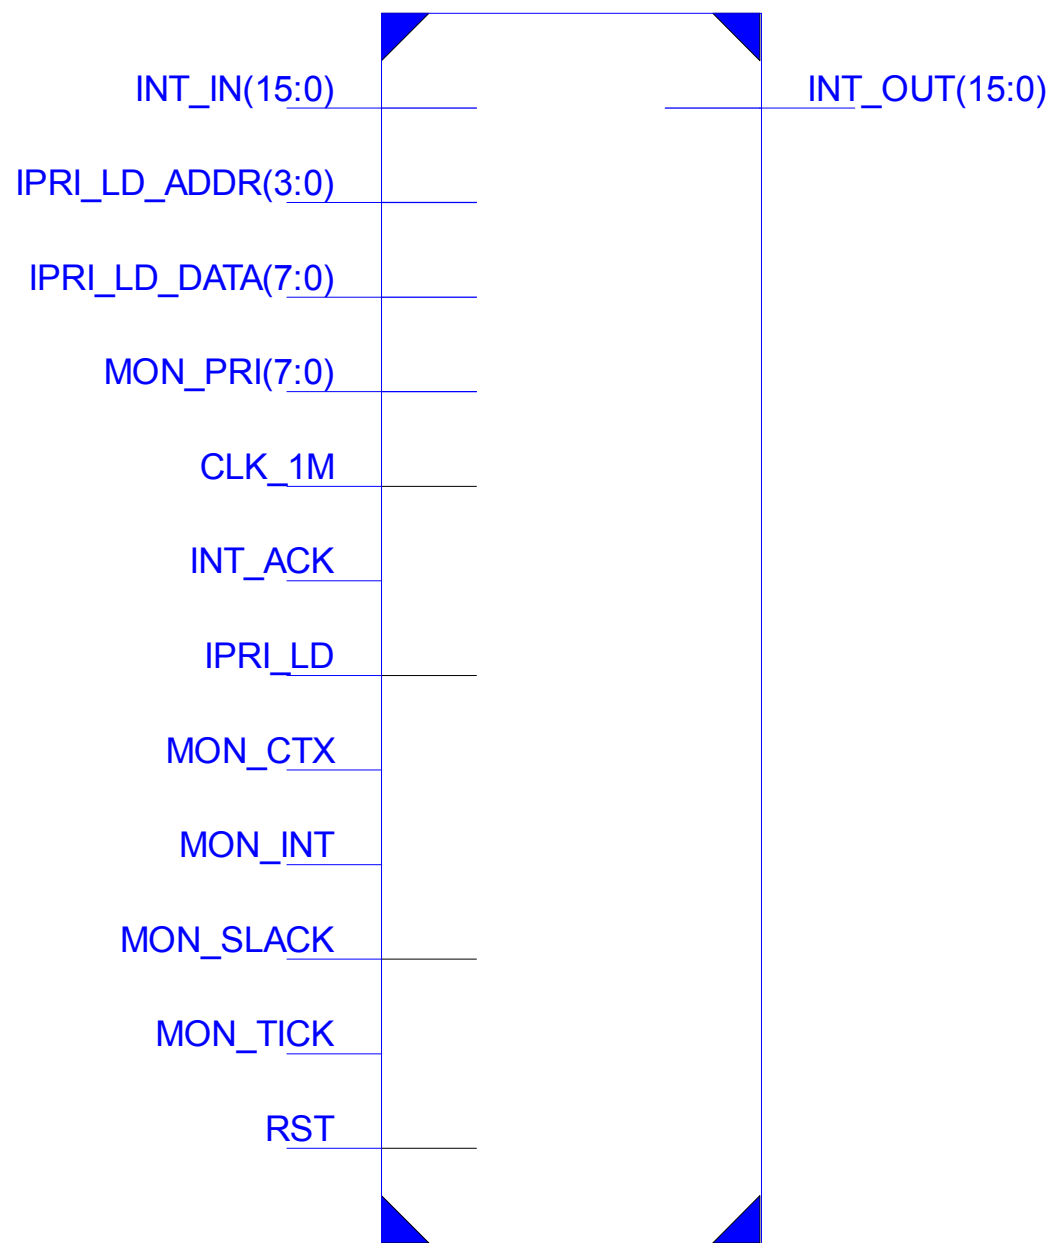 INT_IN(15:0)
INT_OUT(15:0)
IPRI_LD_ADDR(3:0)
IPRI_LD_DATA(7:0)
MON_PRI(7:0)
CLK_1M
INT_ACK
IPRI_LD
MON_CTX
MON_INT
MON_SLACK
MON_TICK
RST